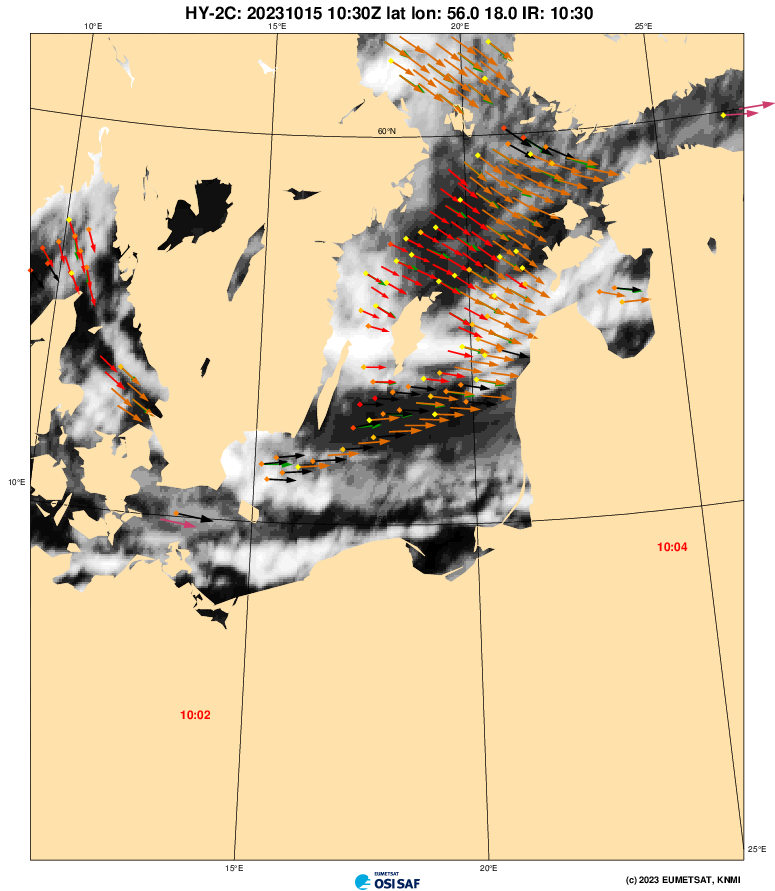 HY-2C: 20231015 10:30Z lat lon: 56.0 18.0 IR: 10:30
10°E 15°E 20°E 25°E
60°N
10°E
10:04
10:02
15°E 20°E 25°E
EUMETSAT
OSI SAF
(c) 2023 EUMETSAT, KNMI